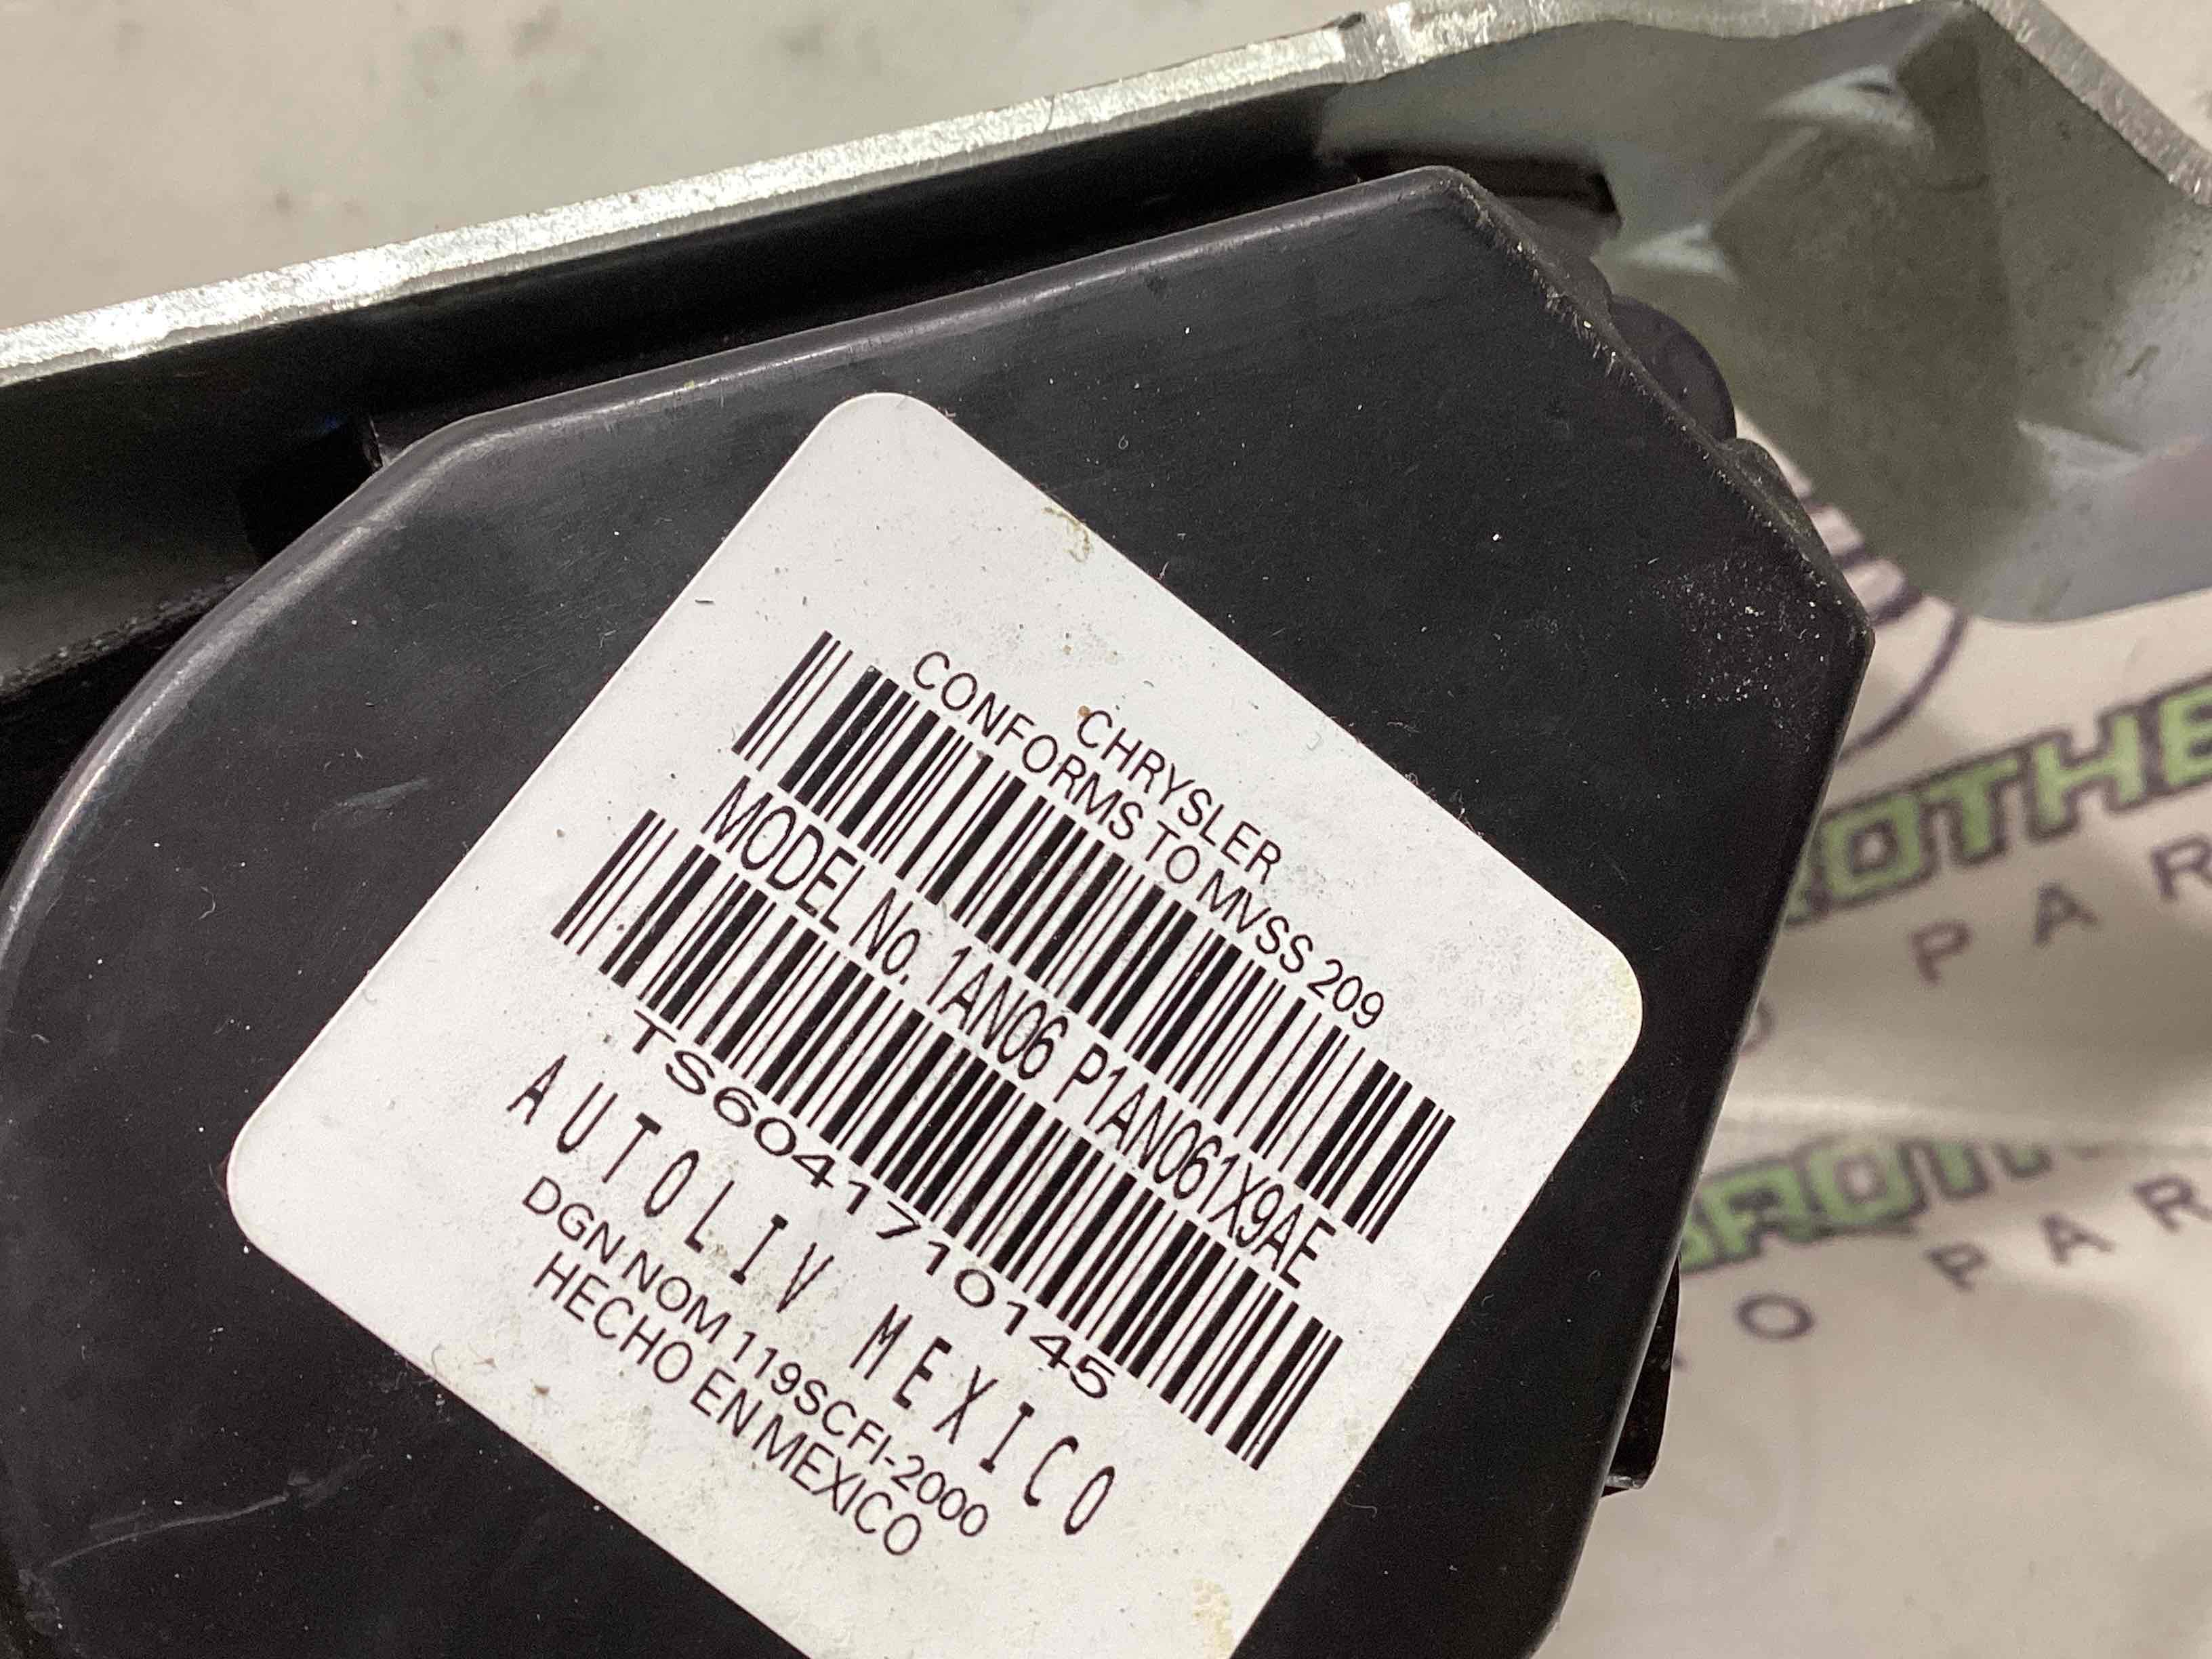 CHRYSLER
CONFORMS TO MVSS 209
MODEL No. 1AN06 P1AN061X9AE
TS6041710145
AUTOLIV MEXICO
DGN NOM 119SCFI-2000
HECHO EN MEXICO